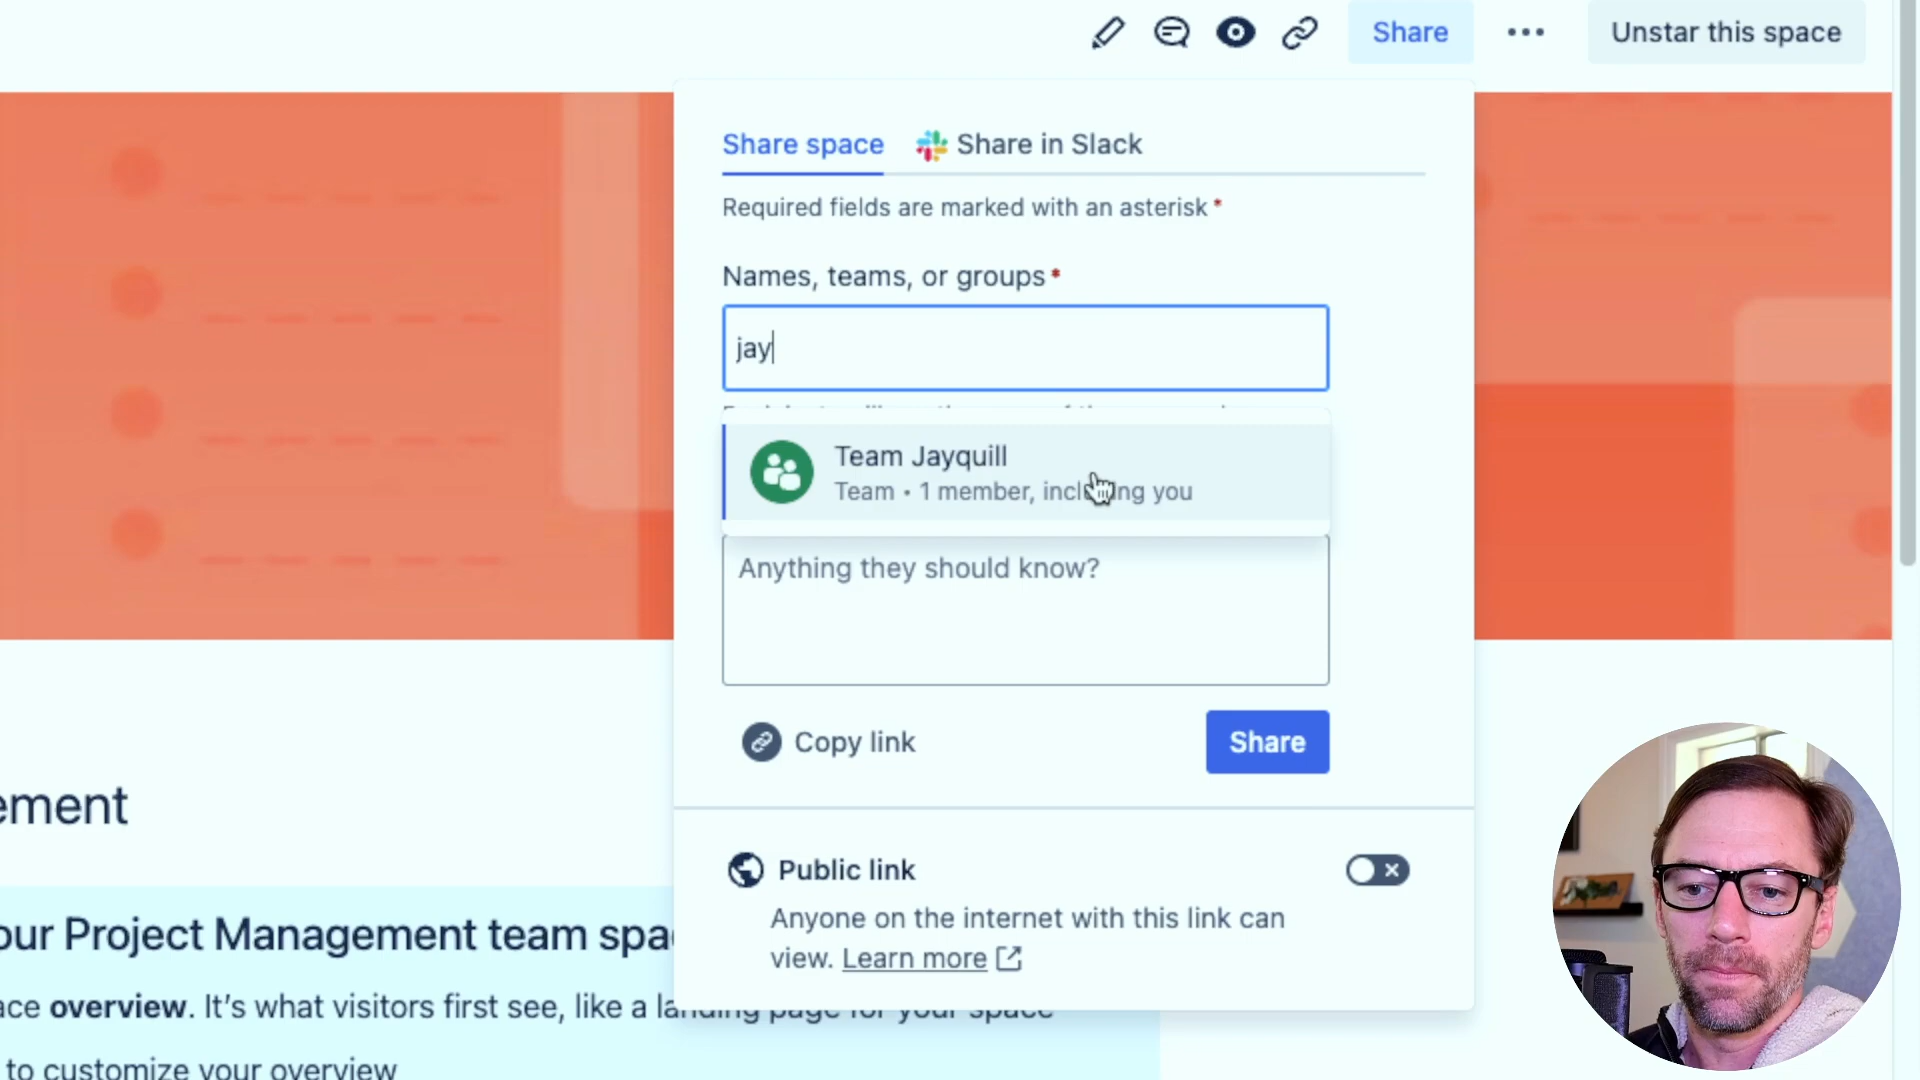 Share
Unstar this space
Share space
Share in Slack
Required fields are marked with an asterisk *
Names, teams, or groups *
jay
Team Jayquill
Team • 1 member, including you
Anything they should know?
Copy link
Share
ement
Public link
Anyone on the internet with this link can
view. Learn more
our Project Management team spa
ace overview. It's what visitors first see, like a landing page for your space
to customize your overview